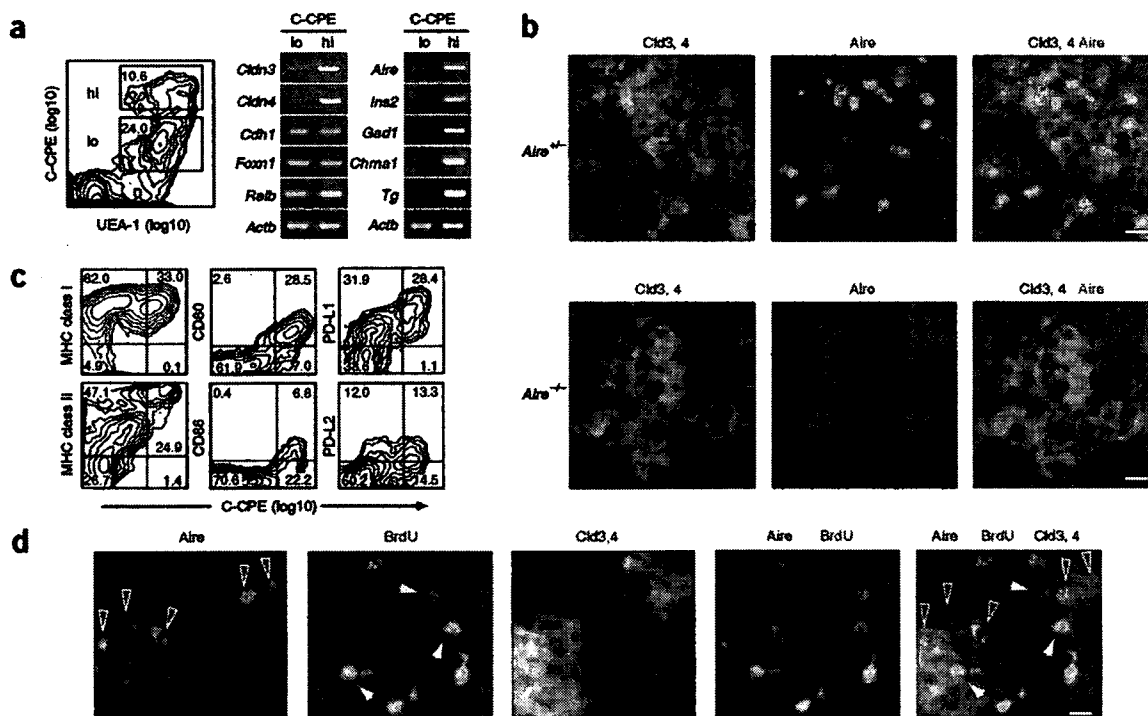 a
C-CPE
lo hi
Cldn3
Cldn4
Cdh1
Foxn1
Relb
Actb
C-CPE
lo hi
Aire
Ins2
Gad1
Chrna1
Tg
Actb
C-CPE (log10)
hi
lo
10.6
24.0
UEA-1 (log10)
b
Cld3, 4
Aire
Cld3, 4 Aire
Aire+/-
Cld3, 4
Aire
Cld3, 4 Aire
Aire-/-
c
MHC class I
62.0 33.0
4.9 0.1
CD80
2.6 28.5
61.9 7.0
PD-L1
31.9 28.4
38.6 1.1
MHC class II
47.1
24.9
26.7 1.4
CD86
0.4 6.8
70.6 22.2
PD-L2
12.0 13.3
60.2 14.5
C-CPE (log10)
d
Aire
BrdU
Cld3,4
Aire BrdU
Aire BrdU Cld3, 4